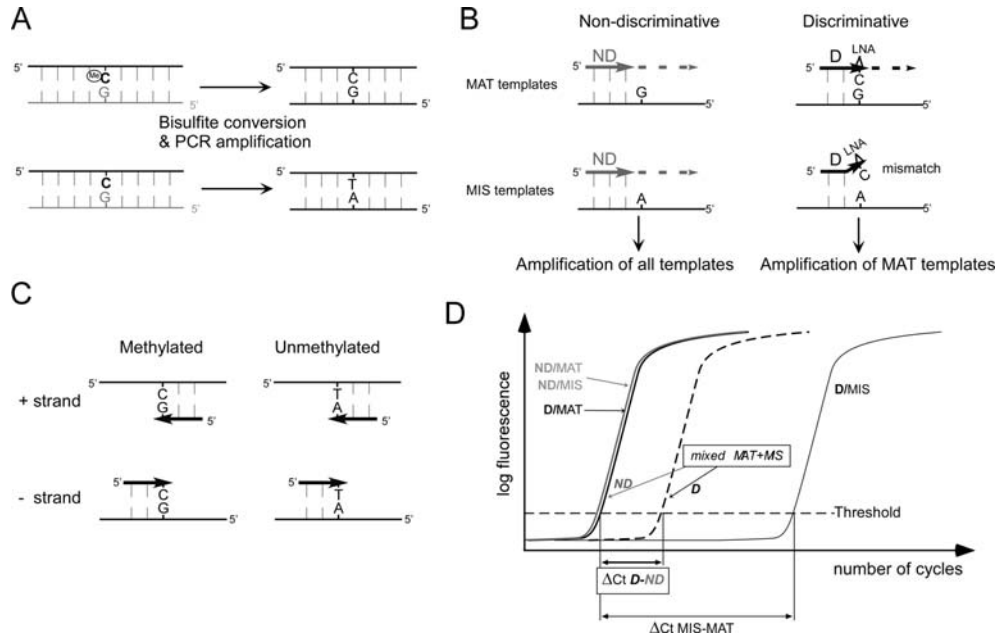 A
5'
Me
C
G
5'
5'
C
G
5'
Bisulfite conversion
& PCR amplification
5'
C
G
5'
5'
T
A
5'
B
Non-discriminative
Discriminative
MAT templates
5'
ND
G
5'
5'
D
LNA
A
C
G
5'
MIS templates
5'
ND
A
5'
5'
D
LNA
A
C
mismatch
A
5'
Amplification of all templates
Amplification of MAT templates
C
Methylated
Unmethylated
+ strand
5'
C
G
5'
5'
T
A
5'
- strand
5'
C
G
5'
5'
T
A
5'
D
log fluorescence
ND/MAT
ND/MIS
D/MAT
D/MIS
mixed MAT+MIS
ND
D
Threshold
number of cycles
ΔCt D-ND
ΔCt MIS-MAT